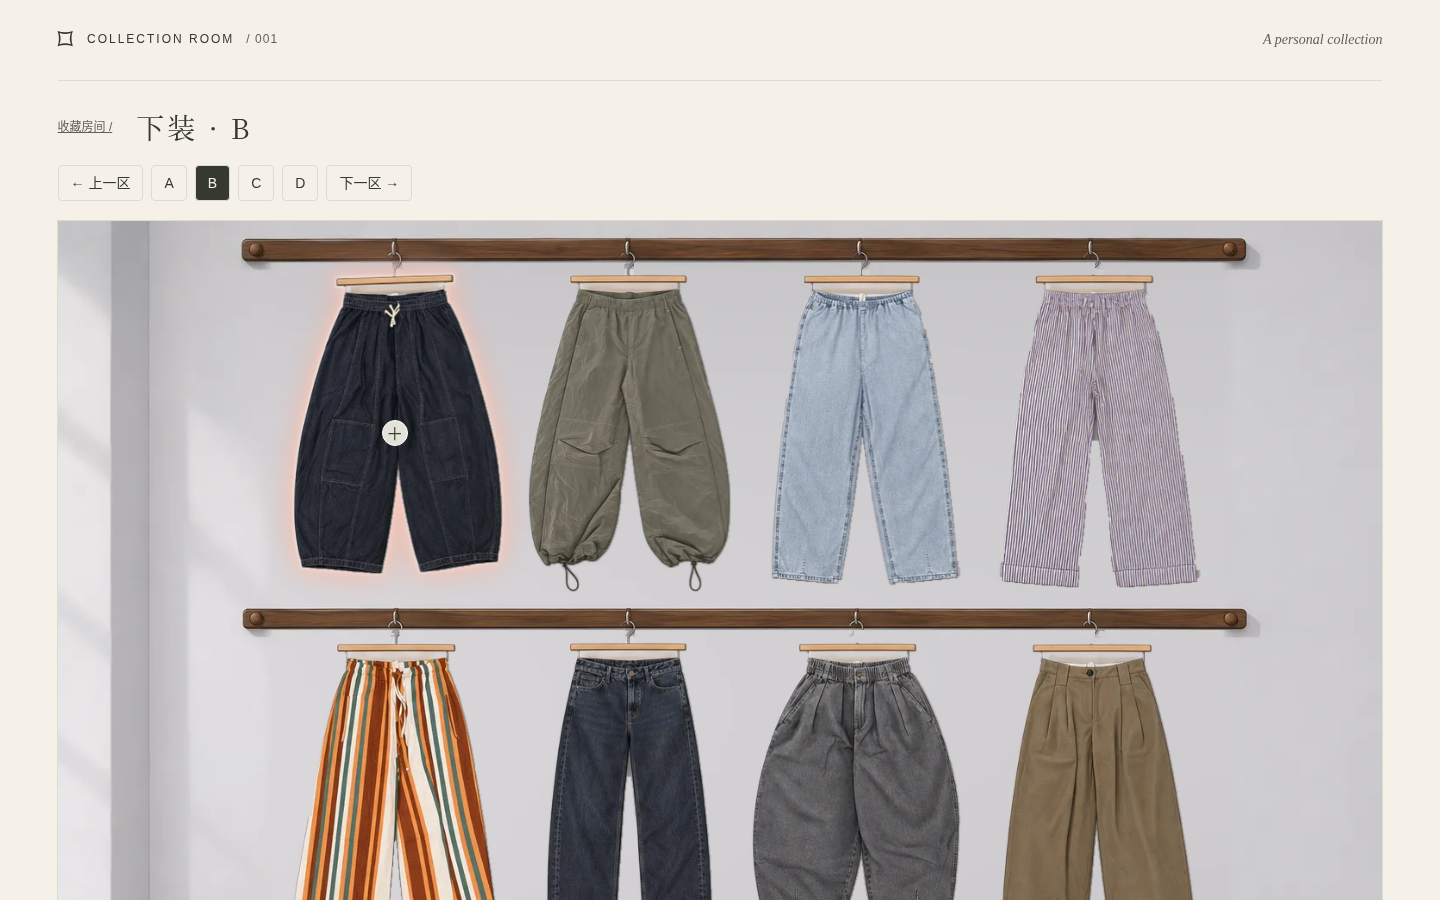 COLLECTION ROOM / 001
A personal collection
收藏房间 /
下装 · B
← 上一区
A
B
C
D
下一区 →